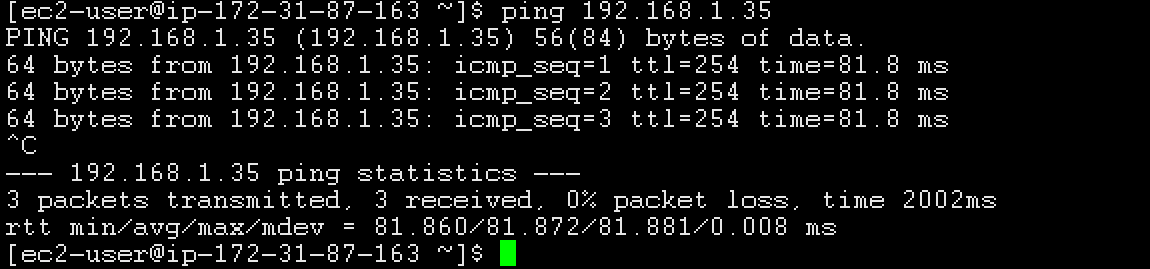 [ec2-user@ip-172-31-87-163 ~]$ ping 192.168.1.35
PING 192.168.1.35 (192.168.1.35) 56(84) bytes of data.
64 bytes from 192.168.1.35: icmp_seq=1 ttl=254 time=81.8 ms
64 bytes from 192.168.1.35: icmp_seq=2 ttl=254 time=81.8 ms
64 bytes from 192.168.1.35: icmp_seq=3 ttl=254 time=81.8 ms
^C
--- 192.168.1.35 ping statistics ---
3 packets transmitted, 3 received, 0% packet loss, time 2002ms
rtt min/avg/max/mdev = 81.860/81.872/81.881/0.008 ms
[ec2-user@ip-172-31-87-163 ~]$